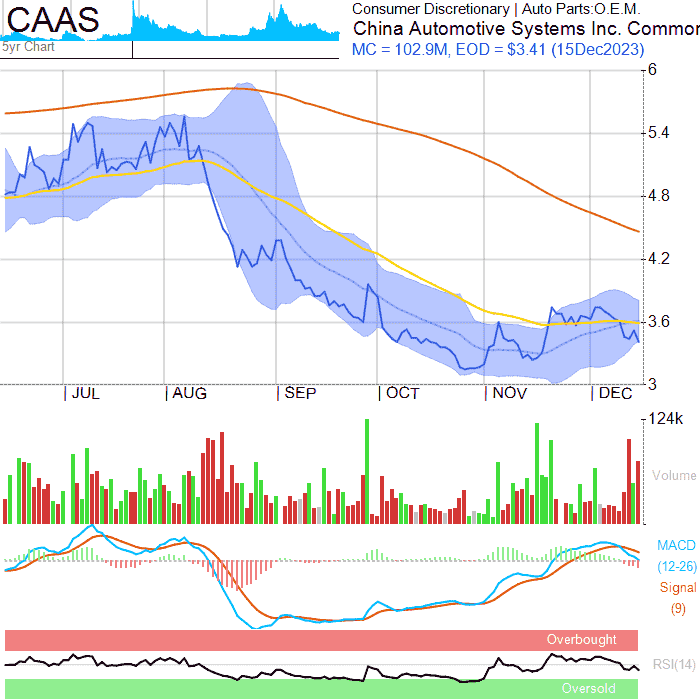 CAAS
5yr Chart
Consumer Discretionary | Auto Parts:O.E.M.
China Automotive Systems Inc. Common
MC = 102.9M, EOD = $3.41 (15Dec2023)
6
5.4
4.8
4.2
3.6
3
JUL AUG SEP OCT NOV DEC
124k
Volume
MACD
(12-26)
Signal
(9)
Overbought
RSI(14)
Oversold